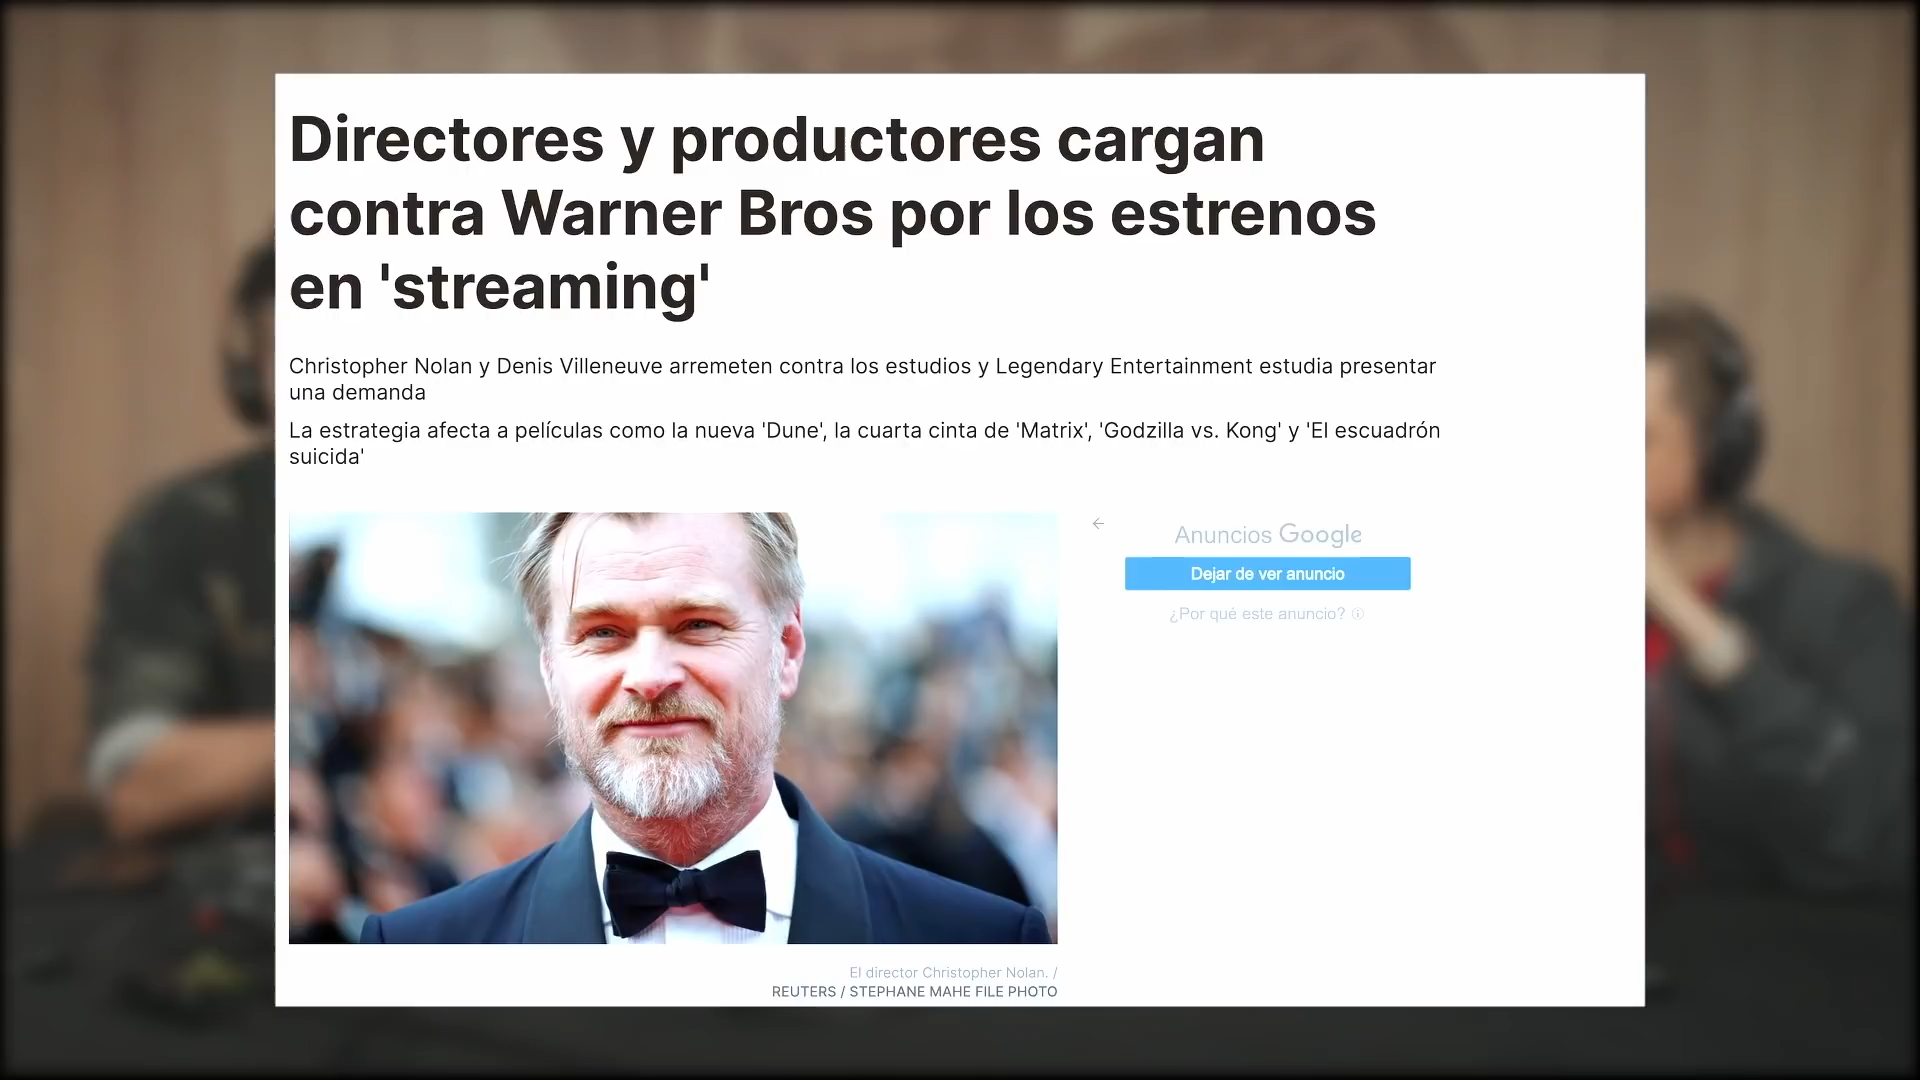 Directores y productores cargan
contra Warner Bros por los estrenos
en 'streaming'
Christopher Nolan y Denis Villeneuve arremeten contra los estudios y Legendary Entertainment estudia presentar
una demanda
La estrategia afecta a películas como la nueva 'Dune', la cuarta cinta de 'Matrix', 'Godzilla vs. Kong' y 'El escuadrón
suicida'
Anuncios Google
Dejar de ver anuncio
¿Por qué este anuncio?
El director Christopher Nolan. /
REUTERS / STEPHANE MAHE FILE PHOTO